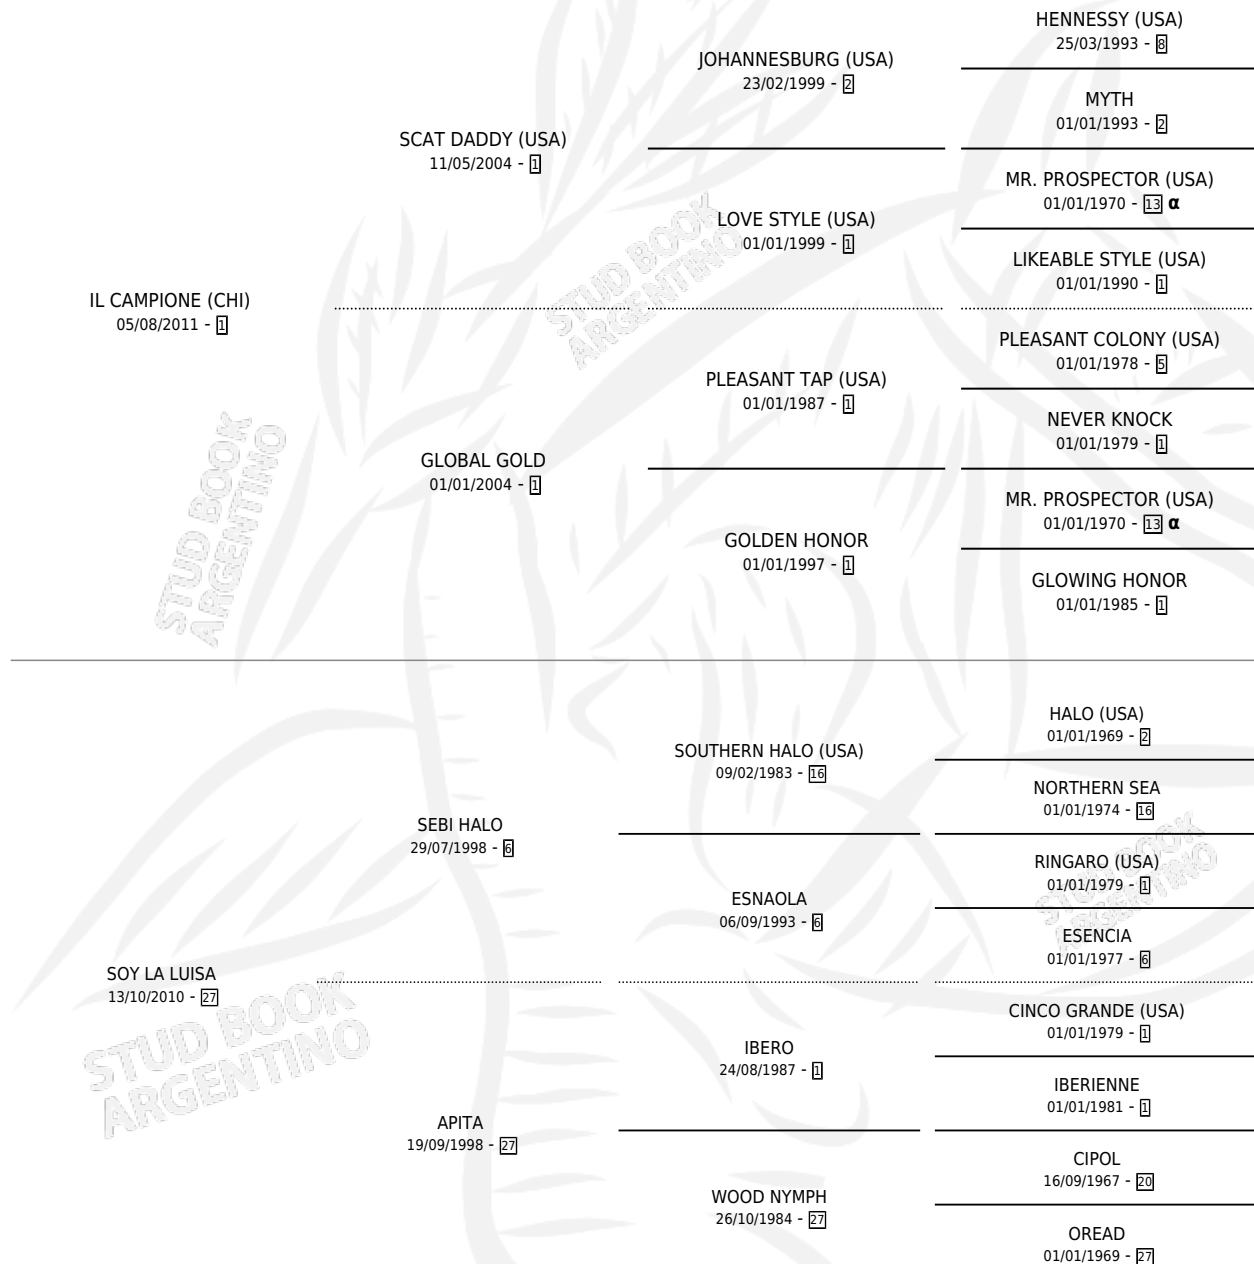 HENNESSY (USA)
25/03/1993 - 8
JOHANNESBURG (USA)
23/02/1999 - 2
MYTH
01/01/1993 - 2
SCAT DADDY (USA)
11/05/2004 - 1
MR. PROSPECTOR (USA)
01/01/1970 - 13 α
LOVE STYLE (USA)
01/01/1999 - 1
STUD BOOK
ARGENTINO
LIKEABLE STYLE (USA)
01/01/1990 - 1
IL CAMPIONE (CHI)
05/08/2011 - 1
PLEASANT COLONY (USA)
01/01/1978 - 5
PLEASANT TAP (USA)
01/01/1987 - 1
NEVER KNOCK
01/01/1979 - 1
GLOBAL GOLD
01/01/2004 - 1
STUD BOOK
ARGENTINO
MR. PROSPECTOR (USA)
01/01/1970 - 13 α
GOLDEN HONOR
01/01/1997 - 1
GLOWING HONOR
01/01/1985 - 1
HALO (USA)
01/01/1969 - 2
SOUTHERN HALO (USA)
09/02/1983 - 16
NORTHERN SEA
01/01/1974 - 16
SEBI HALO
29/07/1998 - 6
RINGARO (USA)
01/01/1979 - 1
STUD BOOK
ARGENTINO
ESNAOLA
06/09/1993 - 6
ESENCIA
01/01/1977 - 6
SOY LA LUISA
13/10/2010 - 27
STUD BOOK
ARGENTINO
CINCO GRANDE (USA)
01/01/1979 - 1
IBERO
24/08/1987 - 1
IBERIENNE
01/01/1981 - 1
APITA
19/09/1998 - 27
CIPOL
16/09/1967 - 20
WOOD NYMPH
26/10/1984 - 27
OREAD
01/01/1969 - 27